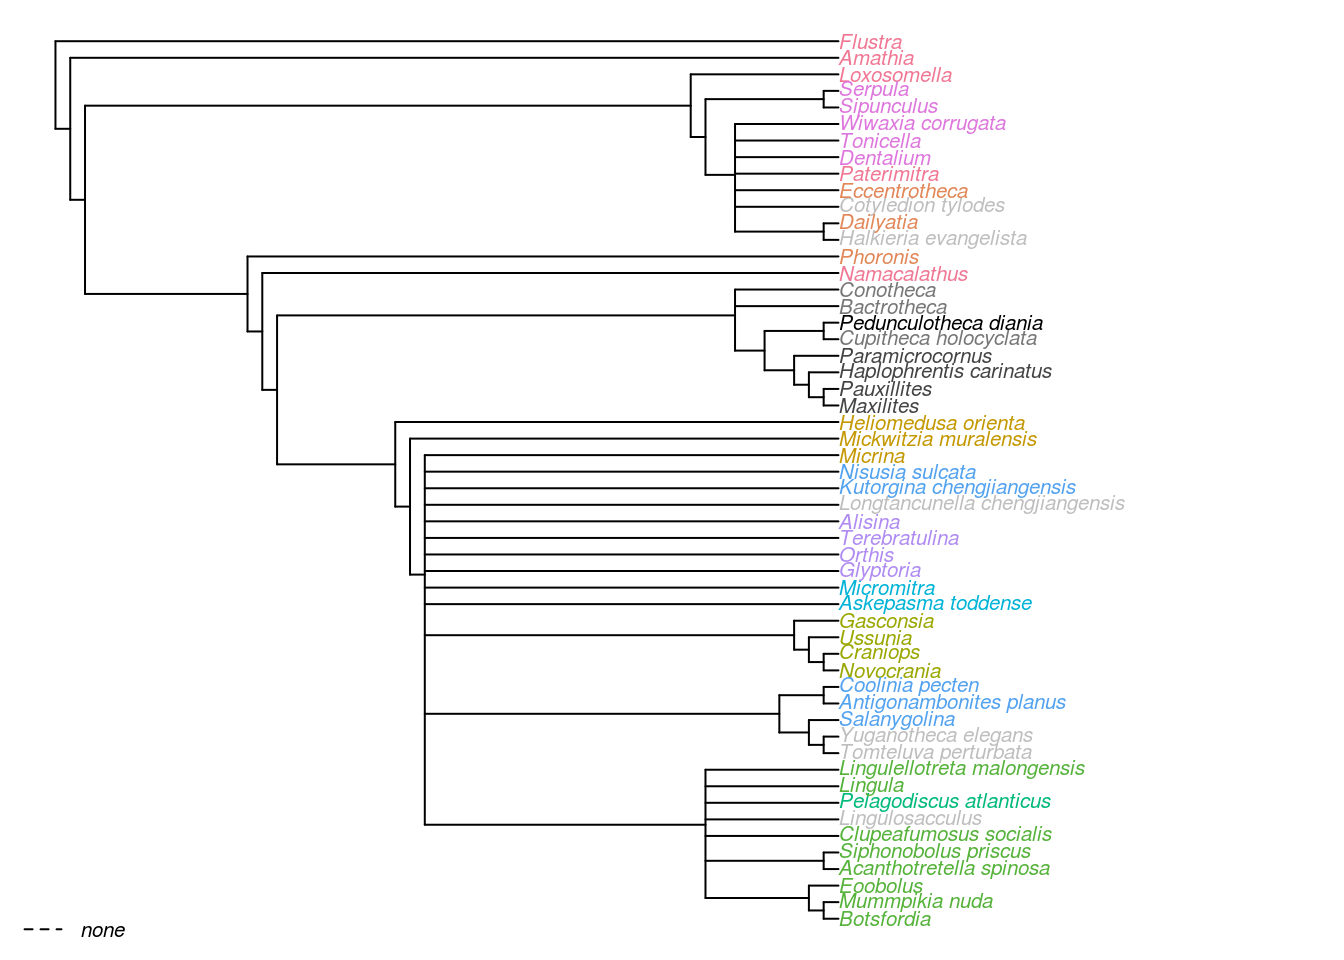 Flustra
Amathia
Loxosomella
Serpula
Sipunculus
Wiwaxia corrugata
Tonicella
Dentalium
Paterimitra
Eccentrotheca
Cotyledion tylodes
Dailyatia
Halkieria evangelista
Phoronis
Namacalathus
Conotheca
Bactrotheca
Pedunculotheca diania
Cupitheca holocyclata
Paramicrocornus
Haplophrentis carinatus
Pauxillites
Maxilites
Heliomedusa orienta
Mickwitzia muralensis
Micrina
Nisusia sulcata
Kutorgina chengjiangensis
Longtancunella chengjiangensis
Alisina
Terebratulina
Orthis
Glyptoria
Micromitra
Askepasma toddense
Gasconsia
Ussunia
Craniops
Novocrania
Coolinia pecten
Antigonambonites planus
Salanygolina
Yuganotheca elegans
Tomteluva perturbata
Lingulellotreta malongensis
Lingula
Pelagodiscus atlanticus
Lingulosacculus
Clupeafumosus socialis
Siphonobolus priscus
Acanthotretella spinosa
Eoobolus
Mummpikia nuda
Botsfordia
none